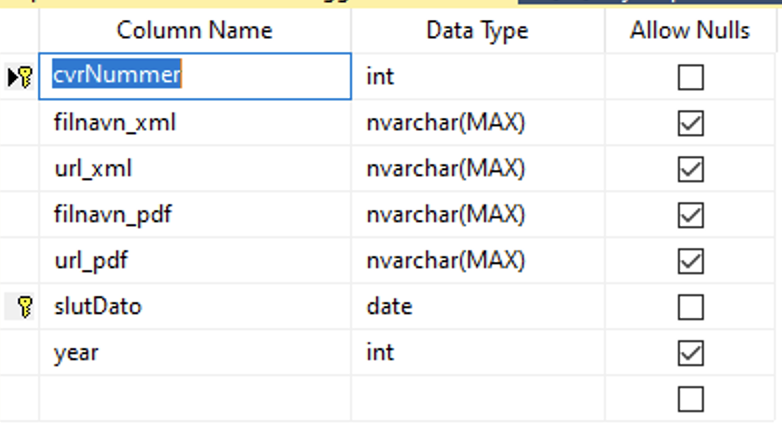 Column Name Data Type Allow Nulls
cvrNummer int
filnavn_xml nvarchar(MAX)
url_xml nvarchar(MAX)
filnavn_pdf nvarchar(MAX)
url_pdf nvarchar(MAX)
slutDato date
year int